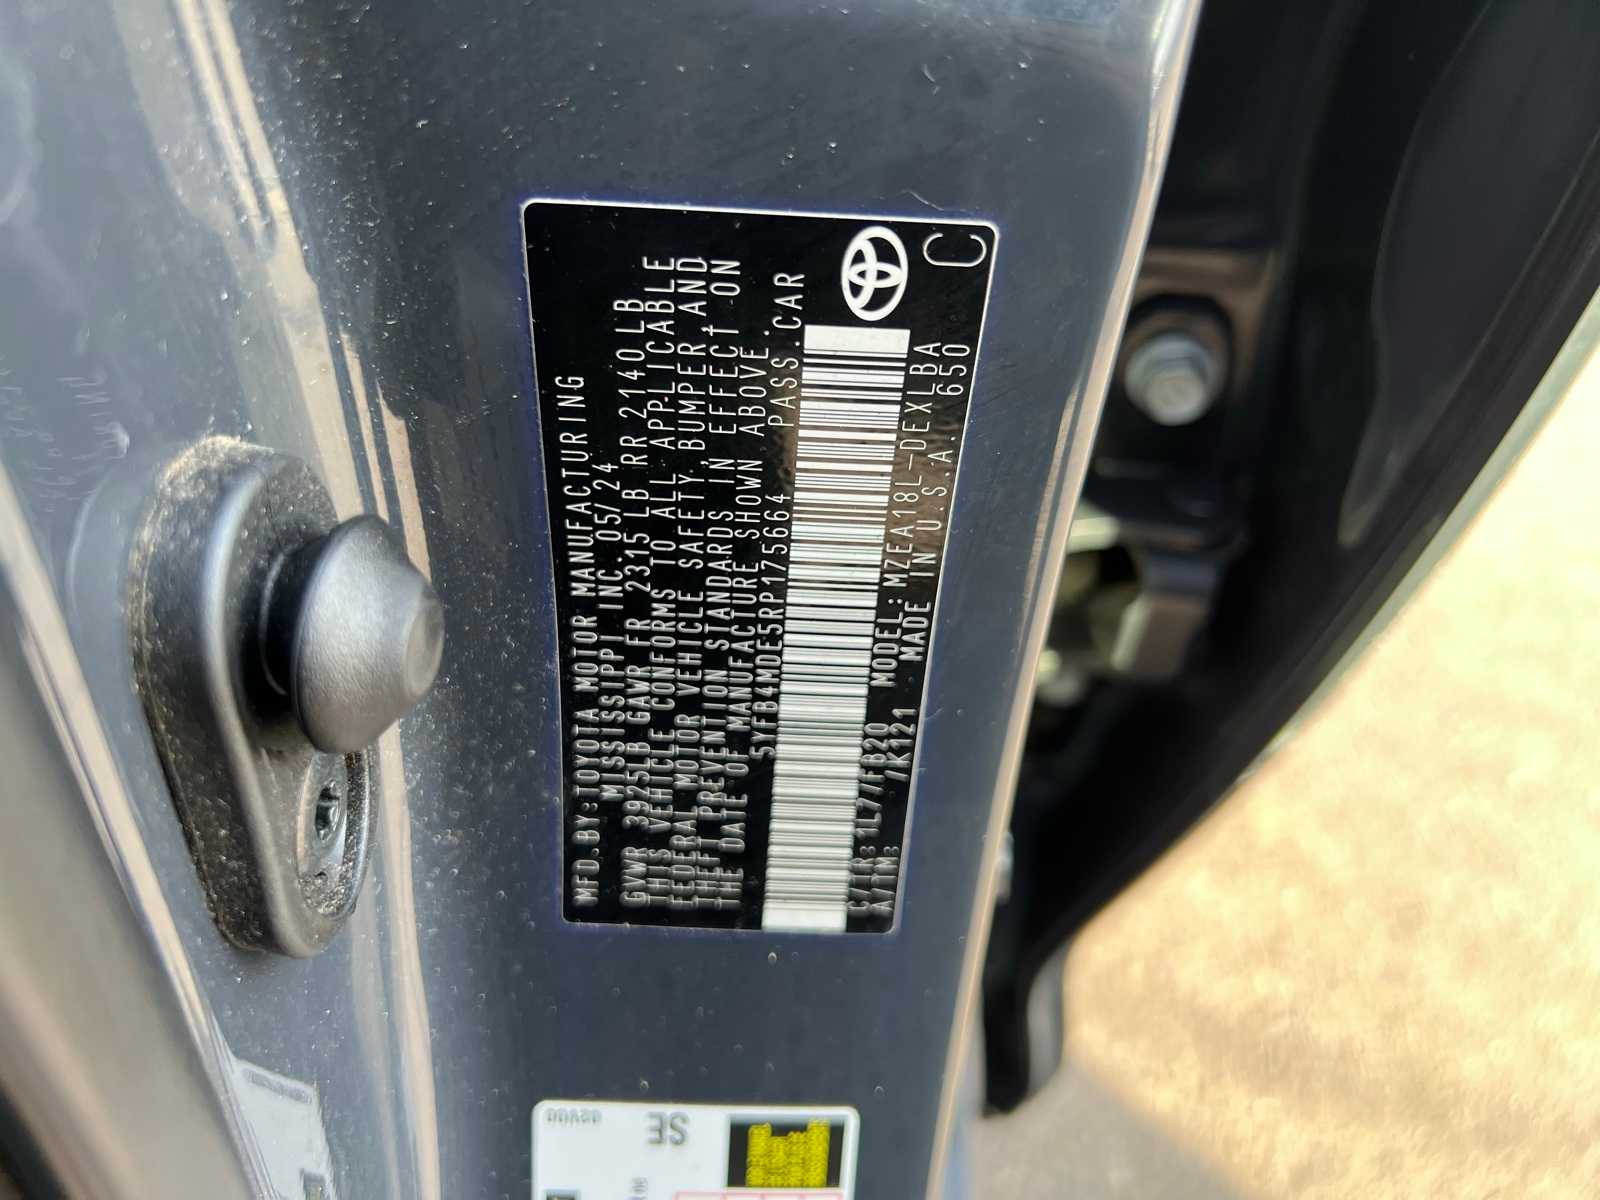 MFD.BY:TOYOTA MOTOR MANUFACTURING
MISSISSIPPI INC. 05/24
GVWR 3925LB GAWR FR 2315 LB RR 2140LB
THIS VEHICLE CONFORMS TO ALL APPLICABLE
FEDERAL MOTOR VEHICLE SAFETY,BUMPER,AND
THEFT PREVENTION STANDARDS IN EFFECT ON
THE DATE OF MANUFACTURE SHOWN ABOVE.
5YFB4MDE5RP175664 PASS.CAR
C/TR: 1L7/FB20 MODEL:MZEA18L-DEXLBA
A/TM: /K121 MADE IN U.S.A. 650
C
SE